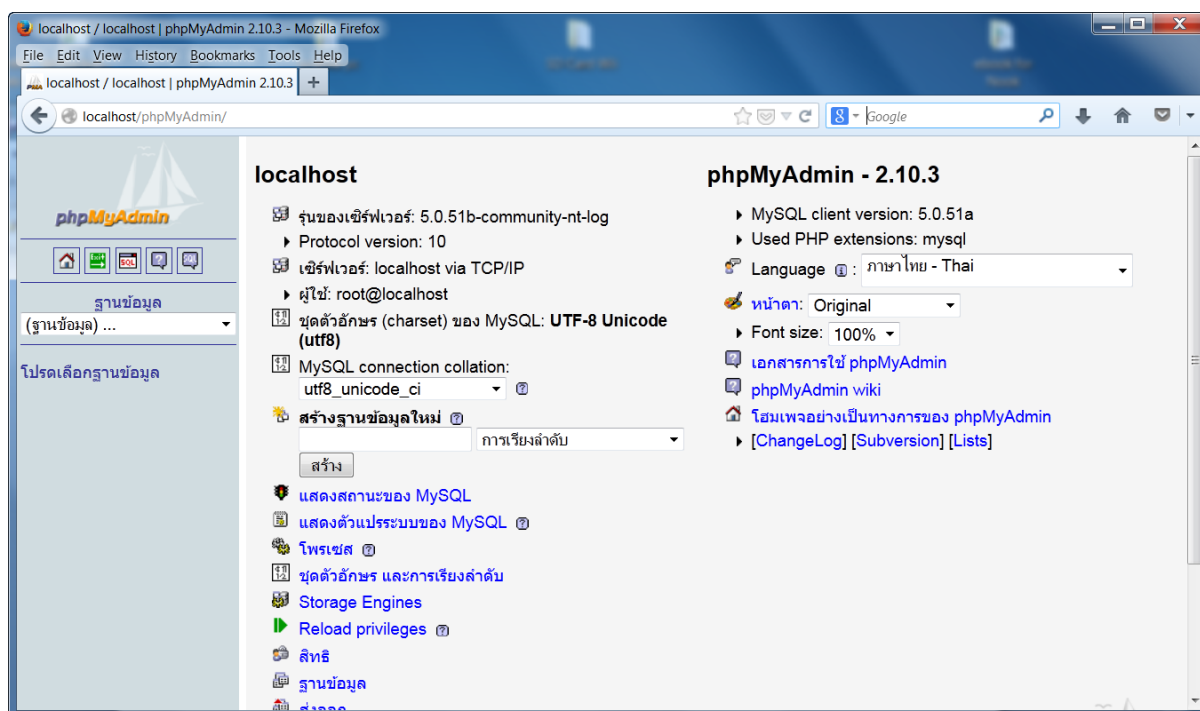 localhost / localhost | phpMyAdmin 2.10.3 - Mozilla Firefox
File Edit View History Bookmarks Tools Help
localhost / localhost | phpMyAdmin 2.10.3
localhost/phpMyAdmin/
Google
phpMyAdmin
SQL
ฐานข้อมูล
(ฐานข้อมูล) ...
โปรดเลือกฐานข้อมูล
localhost
รุ่นของเซิร์ฟเวอร์: 5.0.51b-community-nt-log
Protocol version: 10
เซิร์ฟเวอร์: localhost via TCP/IP
ผู้ใช้: root@localhost
ชุดตัวอักษร (charset) ของ MySQL: UTF-8 Unicode
(utf8)
MySQL connection collation:
utf8_unicode_ci
สร้างฐานข้อมูลใหม่
การเรียงลำดับ
สร้าง
แสดงสถานะของ MySQL
แสดงตัวแปรระบบของ MySQL
โพรเซส
ชุดตัวอักษร และการเรียงลำดับ
Storage Engines
Reload privileges
สิทธิ
ฐานข้อมูล
ส่งออก
phpMyAdmin - 2.10.3
MySQL client version: 5.0.51a
Used PHP extensions: mysql
Language : ภาษาไทย - Thai
หน้าตา: Original
Font size: 100%
เอกสารการใช้ phpMyAdmin
phpMyAdmin wiki
โฮมเพจอย่างเป็นทางการของ phpMyAdmin
[ChangeLog] [Subversion] [Lists]